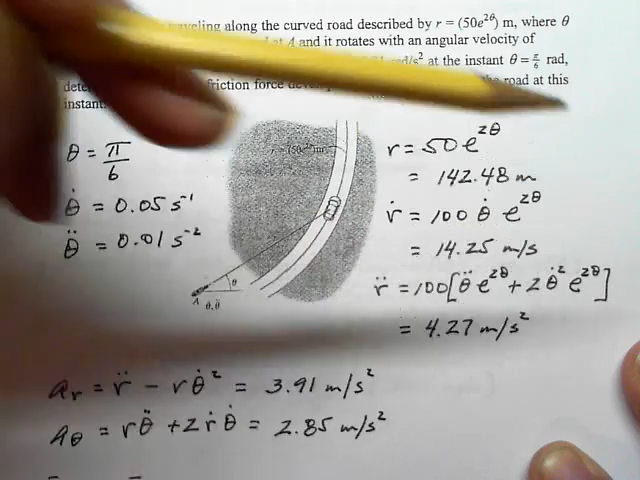 traveling along the curved road described by r = (50e^{2θ}) m, where θ
at A and it rotates with an angular velocity of
rad/s² at the instant θ = π/6 rad,
friction force the road at this
instant
θ = π/6
θ̇ = 0.05 s⁻¹
θ̈ = 0.01 s⁻²
A
θ
θ̇, θ̈
r = 50e^{2θ}
= 142.48 m
ṙ = 100 θ̇ e^{2θ}
= 14.25 m/s
r̈ = 100[θ̈ e^{2θ} + 2θ̇² e^{2θ}]
= 4.27 m/s²
a_r = r̈ - rθ̇² = 3.91 m/s²
a_θ = rθ̈ + 2ṙθ̇ = 2.85 m/s²